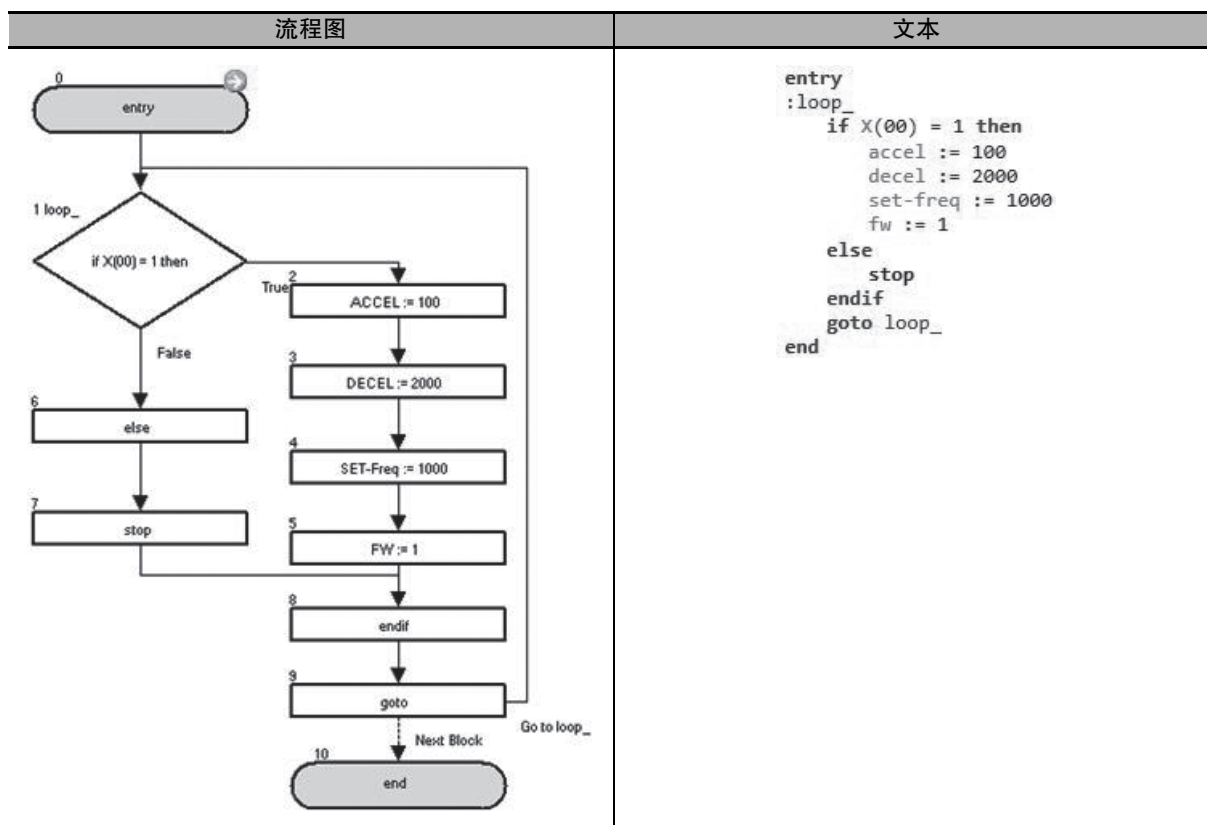 流程图
文本
0
entry
1 loop_
if X(00) = 1 then
True
2
ACCEL := 100
False
3
DECEL := 2000
6
else
4
SET-Freq := 1000
7
stop
5
FW := 1
8
endif
9
goto
Go to loop_
Next Block
10
end
entry
:loop_
if X(00) = 1 then
accel := 100
decel := 2000
set-freq := 1000
fw := 1
else
stop
endif
goto loop_
end